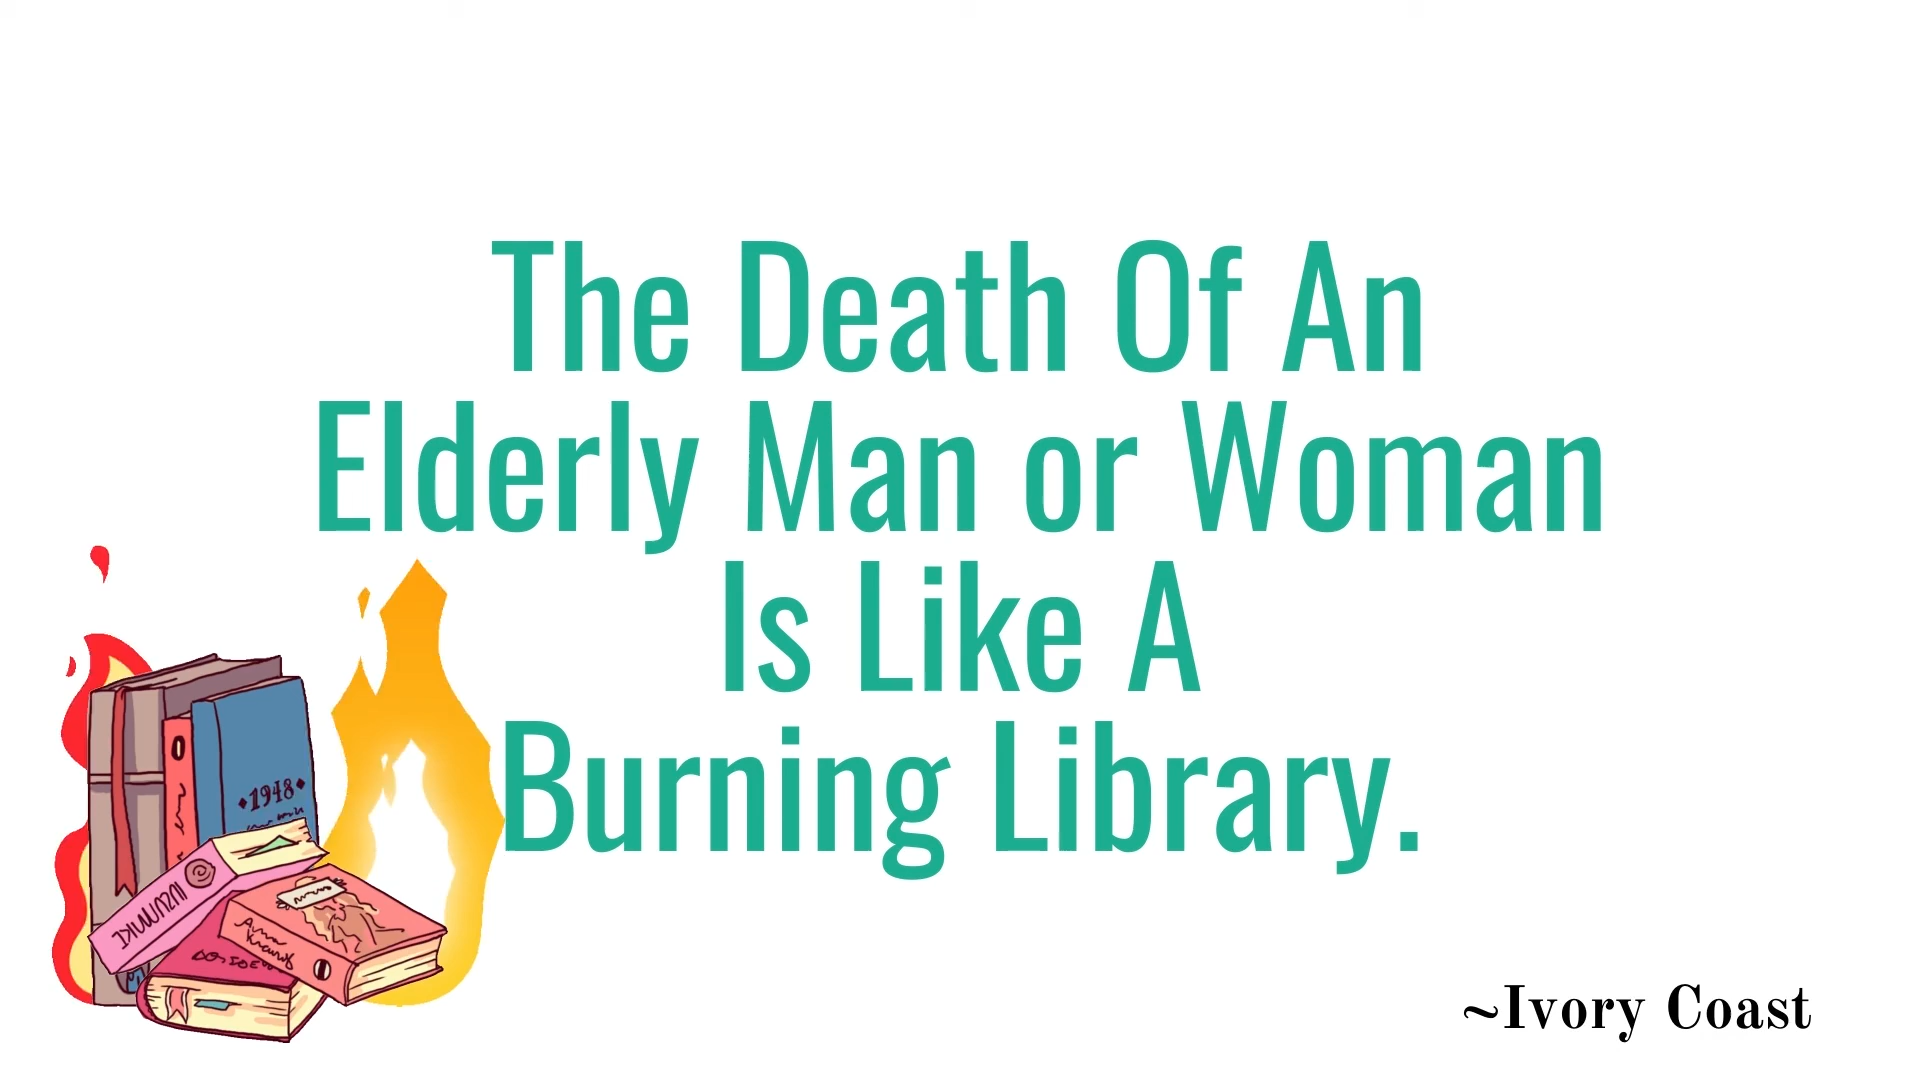 The Death Of An
Elderly Man or Woman
Is Like A
Burning Library.
1948
~Ivory Coast